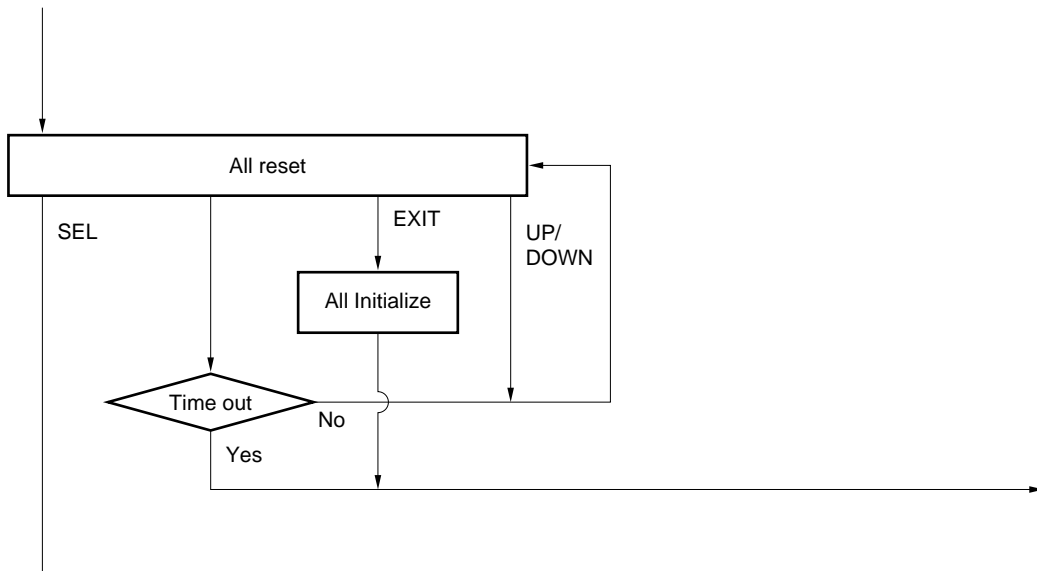 All reset
SEL
EXIT
UP/
DOWN
All Initialize
Time out
No
Yes